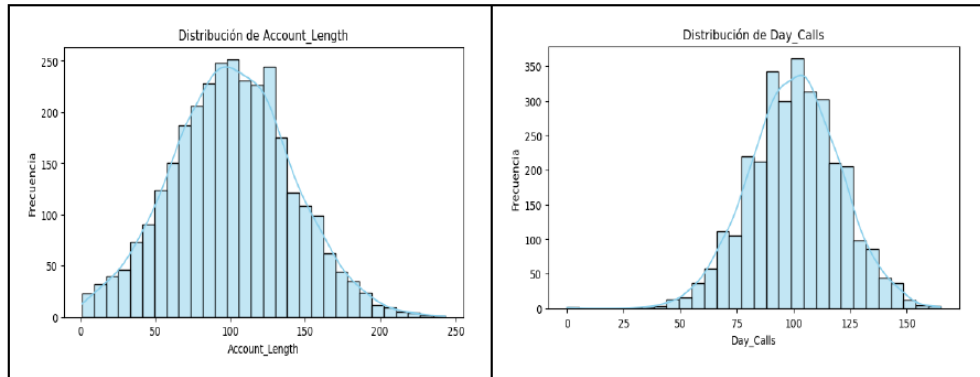 Distribución de Account_Length
250
200
150
100
50
0
Frecuencia
0 50 100 150 200 250
Account_Length
Distribución de Day_Calls
350
300
250
200
150
100
50
0
Frecuencia
0 25 50 75 100 125 150
Day_Calls